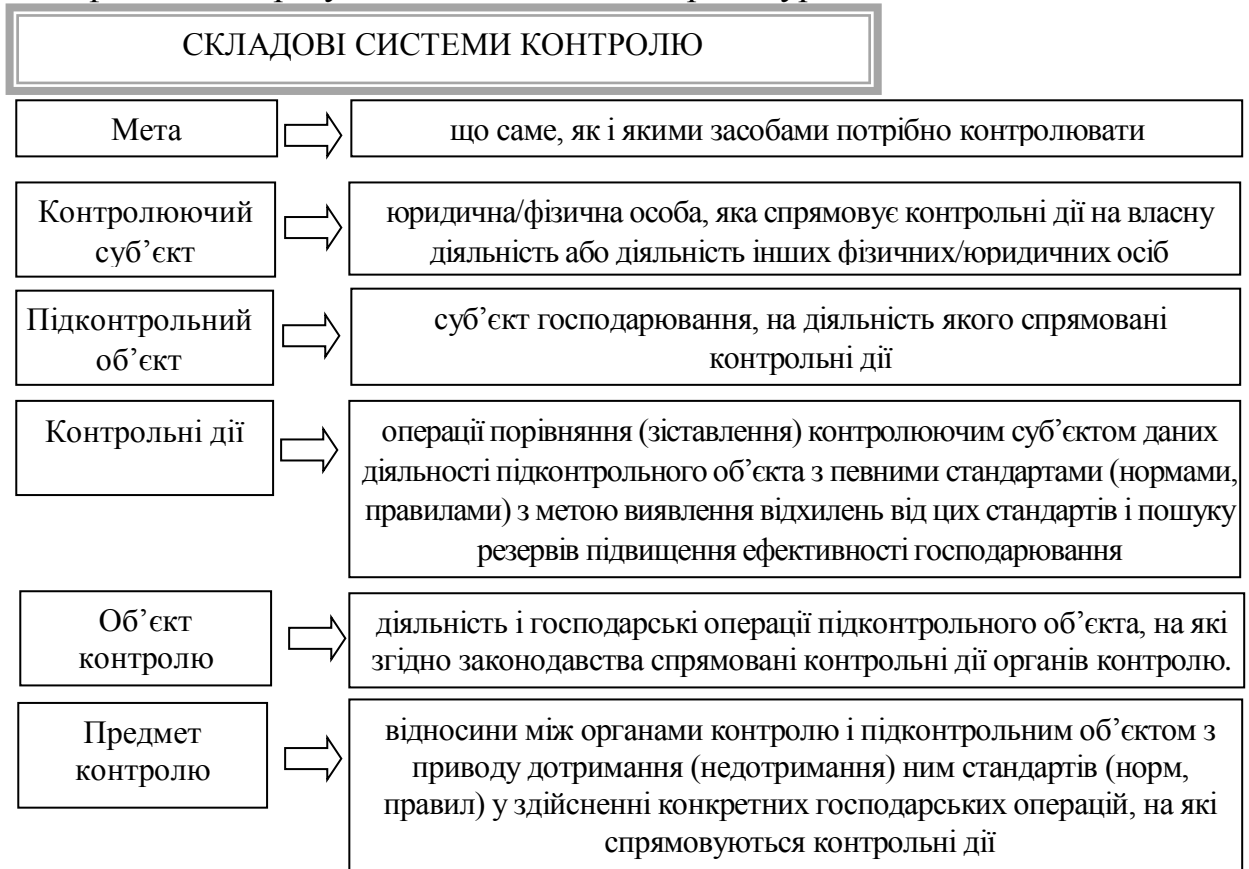 СКЛАДОВІ СИСТЕМИ КОНТРОЛЮ
Мета
що саме, як і якими засобами потрібно контролювати
Контролюючий
суб’єкт
юридична/фізична особа, яка спрямовує контрольні дії на власну
діяльність або діяльність інших фізичних/юридичних осіб
Підконтрольний
об’єкт
суб’єкт господарювання, на діяльність якого спрямовані
контрольні дії
Контрольні дії
операції порівняння (зіставлення) контролюючим суб’єктом даних
діяльності підконтрольного об’єкта з певними стандартами (нормами,
правилами) з метою виявлення відхилень від цих стандартів і пошуку
резервів підвищення ефективності господарювання
Об’єкт
контролю
діяльність і господарські операції підконтрольного об’єкта, на які
згідно законодавства спрямовані контрольні дії органів контролю.
Предмет
контролю
відносини між органами контролю і підконтрольним об’єктом з
приводу дотримання (недотримання) ним стандартів (норм,
правил) у здійсненні конкретних господарських операцій, на які
спрямовуються контрольні дії